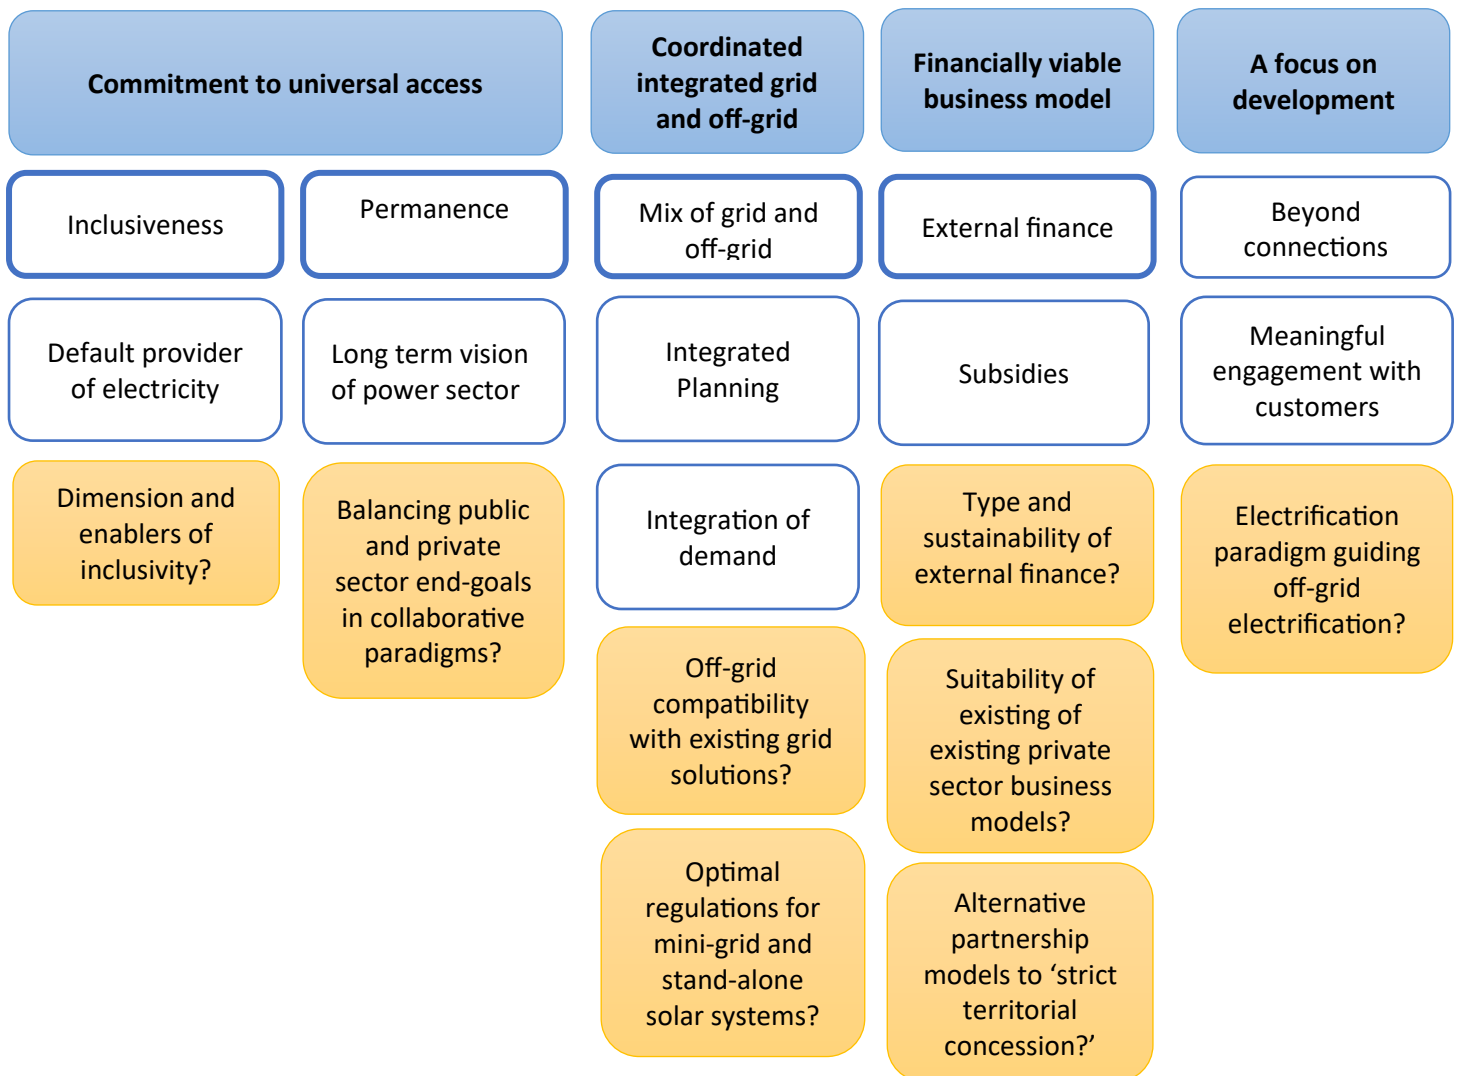 Commitment to universal access
Coordinated
integrated grid
and off-grid
Financially viable
business model
A focus on
development
Inclusiveness
Permanence
Mix of grid and
off-grid
External finance
Beyond
connections
Default provider
of electricity
Long term vision
of power sector
Integrated
Planning
Subsidies
Meaningful
engagement with
customers
Dimension and
enablers of
inclusivity?
Balancing public
and private
sector end-goals
in collaborative
paradigms?
Integration of
demand
Type and
sustainability of
external finance?
Electrification
paradigm guiding
off-grid
electrification?
Off-grid
compatibility
with existing grid
solutions?
Suitability of
existing of
existing private
sector business
models?
Optimal
regulations for
mini-grid and
stand-alone
solar systems?
Alternative
partnership
models to ‘strict
territorial
concession?’